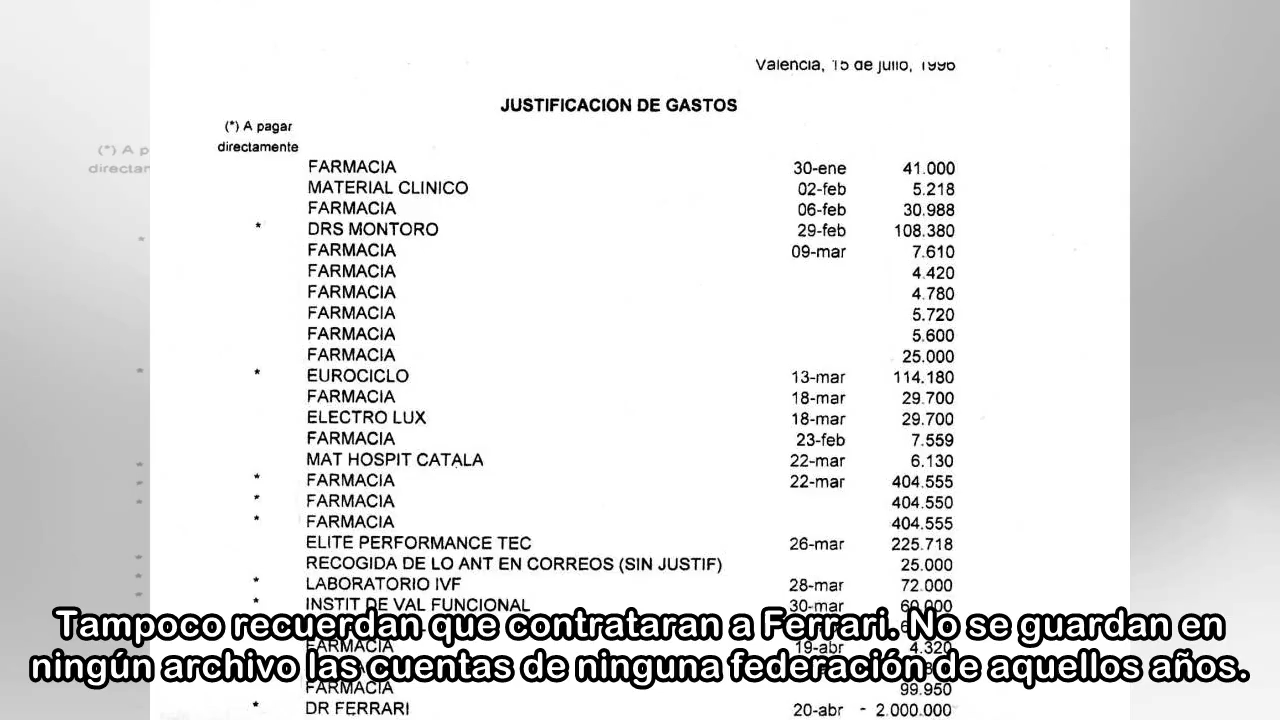 Valencia, 15 de julio, 1996
JUSTIFICACION DE GASTOS
(*) A pagar
directamente
FARMACIA 30-ene 41.000
MATERIAL CLINICO 02-feb 5.218
FARMACIA 06-feb 30.988
* DRS MONTORO 29-feb 108.380
FARMACIA 09-mar 7.610
FARMACIA 4.420
FARMACIA 4.780
FARMACIA 5.720
FARMACIA 5.600
FARMACIA 25.000
* EUROCICLO 13-mar 114.180
FARMACIA 18-mar 29.700
ELECTRO LUX 18-mar 29.700
FARMACIA 23-feb 7.559
MAT HOSPIT CATALA 22-mar 6.130
* FARMACIA 22-mar 404.555
* FARMACIA 404.550
* FARMACIA 404.555
ELITE PERFORMANCE TEC 26-mar 225.718
RECOGIDA DE LO ANT EN CORREOS (SIN JUSTIF) 25.000
* LABORATORIO IVF 28-mar 72.000
* INSTIT DE VAL FUNCIONAL 30-mar
FARMACIA 19-abr 4.320
FARMACIA 99.950
* DR FERRARI 20-abr - 2.000.000
Tampoco recuerdan que contrataran a Ferrari. No se guardan en
ningún archivo las cuentas de ninguna federación de aquellos años.